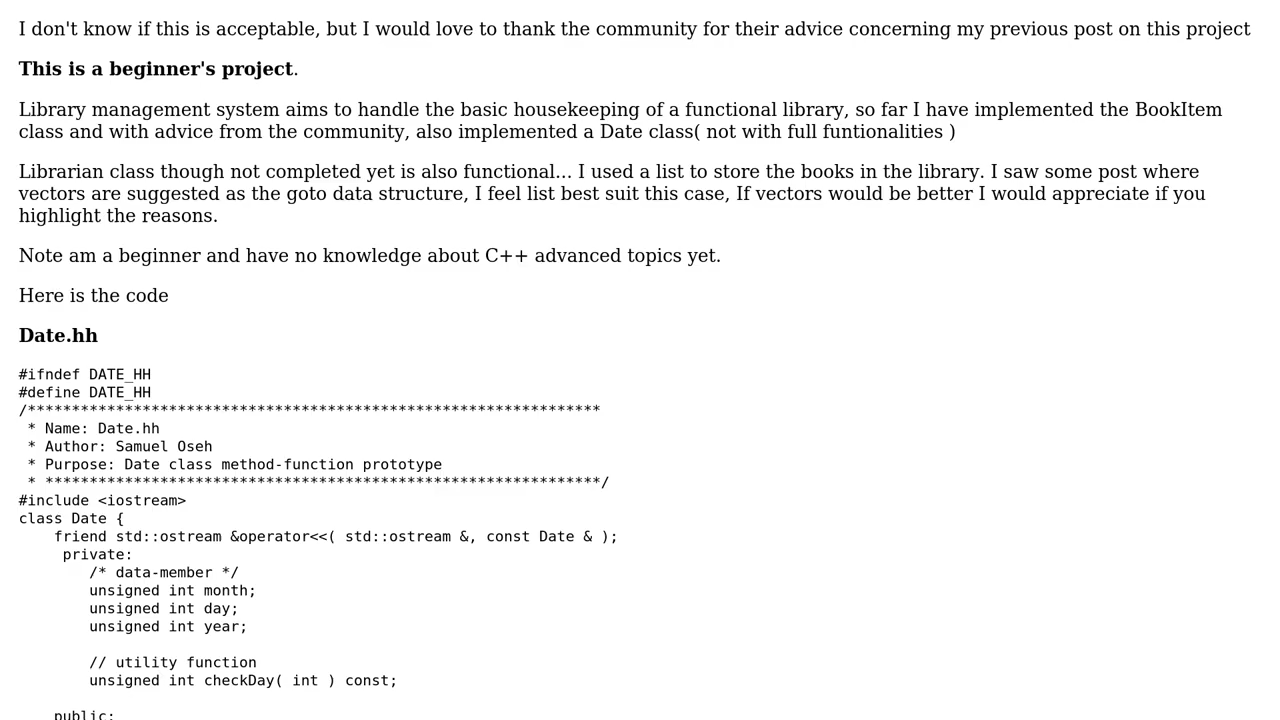 I don't know if this is acceptable, but I would love to thank the community for their advice concerning my previous post on this project
This is a beginner's project.
Library management system aims to handle the basic housekeeping of a functional library, so far I have implemented the BookItem
class and with advice from the community, also implemented a Date class( not with full funtionalities )
Librarian class though not completed yet is also functional... I used a list to store the books in the library. I saw some post where
vectors are suggested as the goto data structure, I feel list best suit this case, If vectors would be better I would appreciate if you
highlight the reasons.
Note am a beginner and have no knowledge about C++ advanced topics yet.
Here is the code
Date.hh
#ifndef DATE_HH
#define DATE_HH
/*****************************************************************
 * Name: Date.hh
 * Author: Samuel Oseh
 * Purpose: Date class method-function prototype
 * ***************************************************************/
#include <iostream>
class Date {
    friend std::ostream &operator<<( std::ostream &, const Date & );
     private:
        /* data-member */
        unsigned int month;
        unsigned int day;
        unsigned int year;
        // utility function
        unsigned int checkDay( int ) const;
    public: